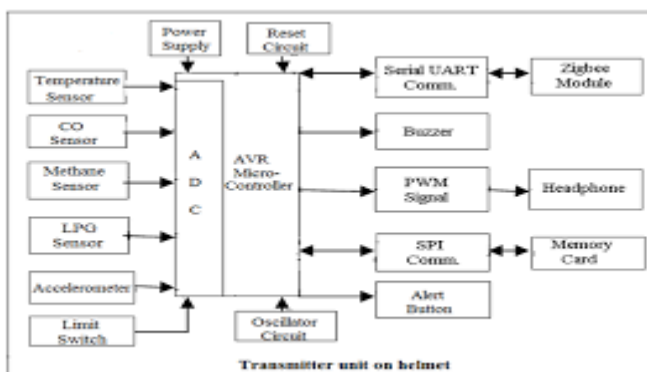 Power
Supply
Reset
Circuit
Temperature
Sensor
CO
Sensor
Methane
Sensor
LPG
Sensor
Accelerometer
Limit
Switch
A
D
C
AVR
Micro-
Controller
Oscillator
Circuit
Serial UART
Comm.
Zigbee
Module
Buzzer
PWM
Signal
Headphone
SPI
Comm.
Memory
Card
Alert
Button
Transmitter unit on helmet